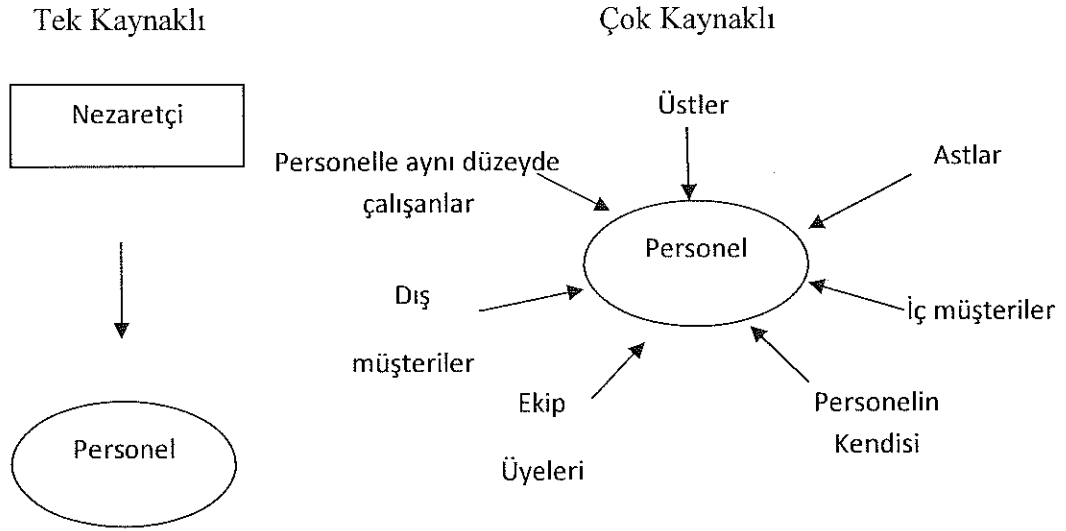 Tek Kaynaklı
Nezaretçi
Personel
Çok Kaynaklı
Üstler
Personelle aynı düzeyde
çalışanlar
Astlar
Personel
Dış
müşteriler
İç müşteriler
Ekip
Üyeleri
Personelin
Kendisi